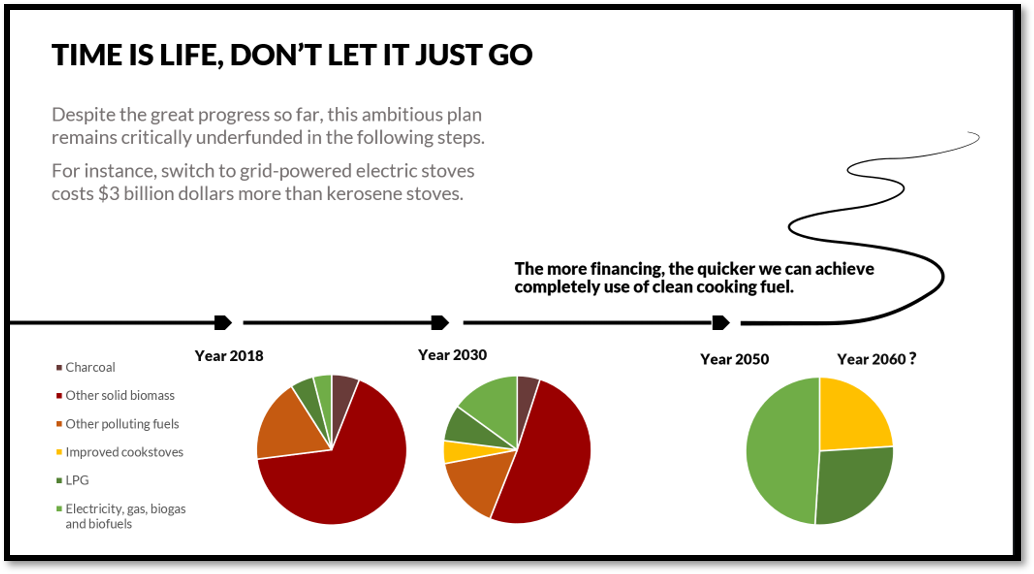 TIME IS LIFE, DON’T LET IT JUST GO
Despite the great progress so far, this ambitious plan
remains critically underfunded in the following steps.
For instance, switch to grid-powered electric stoves
costs $3 billion dollars more than kerosene stoves.
The more financing, the quicker we can achieve
completely use of clean cooking fuel.
Year 2018
Year 2030
Year 2050
Year 2060 ?
Charcoal
Other solid biomass
Other polluting fuels
Improved cookstoves
LPG
Electricity, gas, biogas
and biofuels